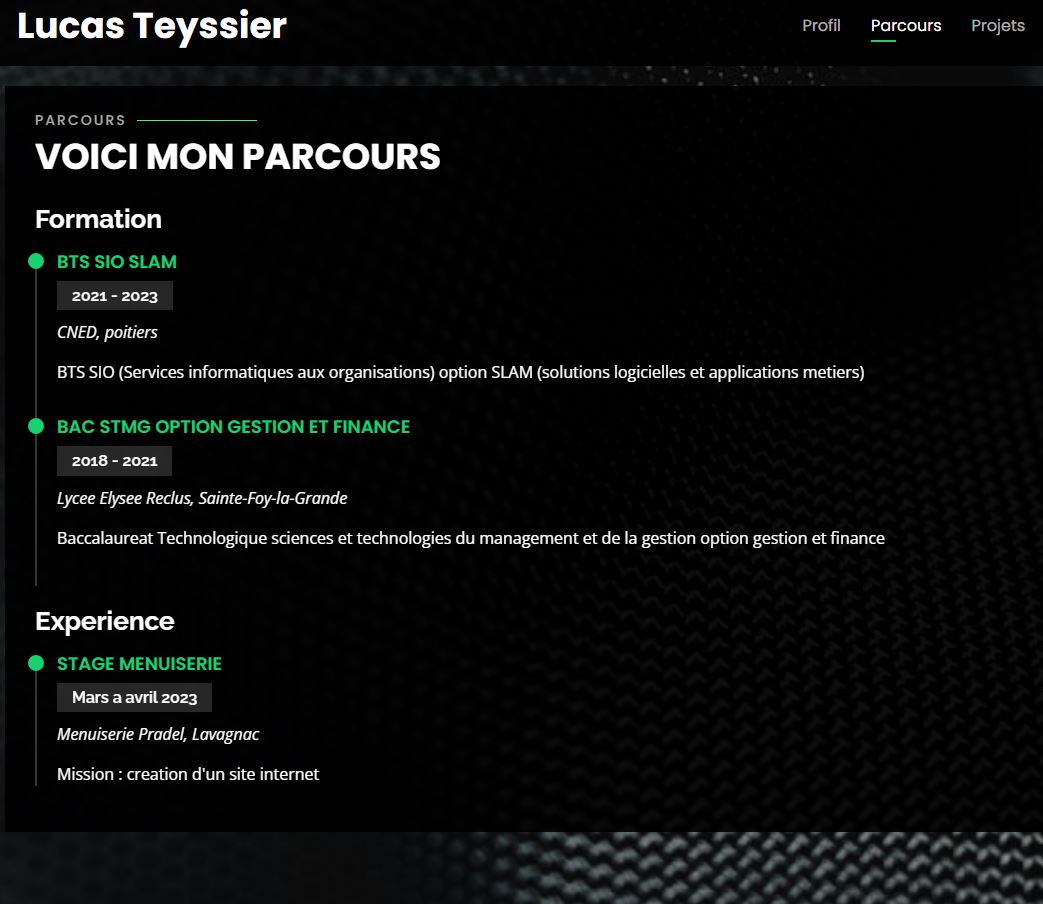 Lucas Teyssier
Profil
Parcours
Projets
PARCOURS
VOICI MON PARCOURS
Formation
BTS SIO SLAM
2021 - 2023
CNED, poitiers
BTS SIO (Services informatiques aux organisations) option SLAM (solutions logicielles et applications metiers)
BAC STMG OPTION GESTION ET FINANCE
2018 - 2021
Lycee Elysee Reclus, Sainte-Foy-la-Grande
Baccalaureat Technologique sciences et technologies du management et de la gestion option gestion et finance
Experience
STAGE MENUISERIE
Mars a avril 2023
Menuiserie Pradel, Lavagnac
Mission : creation d'un site internet